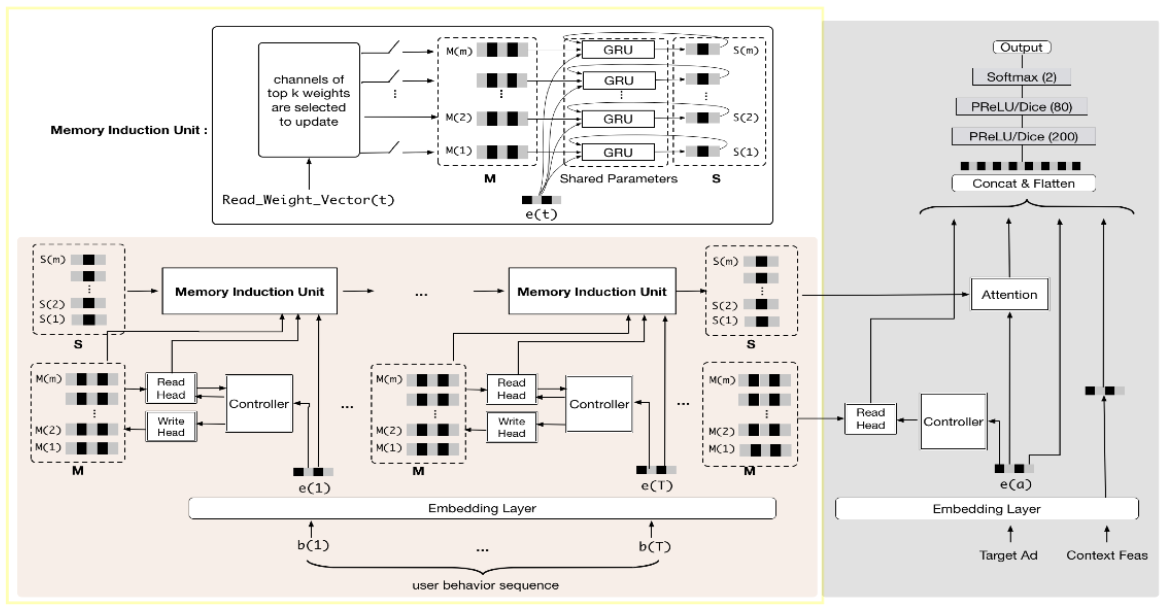 Memory Induction Unit :
channels of
top k weights
are selected
to update
Read_Weight_Vector(t)
M(m)
M(2)
M(1)
M
GRU
GRU
GRU
GRU
Shared Parameters
e(t)
S(m)
S(2)
S(1)
S
S(m)
S(2)
S(1)
S
Memory Induction Unit
...
Memory Induction Unit
S(m)
S(2)
S(1)
S
M(m)
M(2)
M(1)
M
Read
Head
Write
Head
Controller
...
M(m)
M(2)
M(1)
M
Read
Head
Write
Head
Controller
...
M(m)
M(2)
M(1)
M
e(1)
e(T)
Embedding Layer
b(1)
...
b(T)
user behavior sequence
Output
Softmax (2)
PReLU/Dice (80)
PReLU/Dice (200)
Concat & Flatten
Attention
Read
Head
Controller
e(a)
Embedding Layer
Target Ad
Context Feas